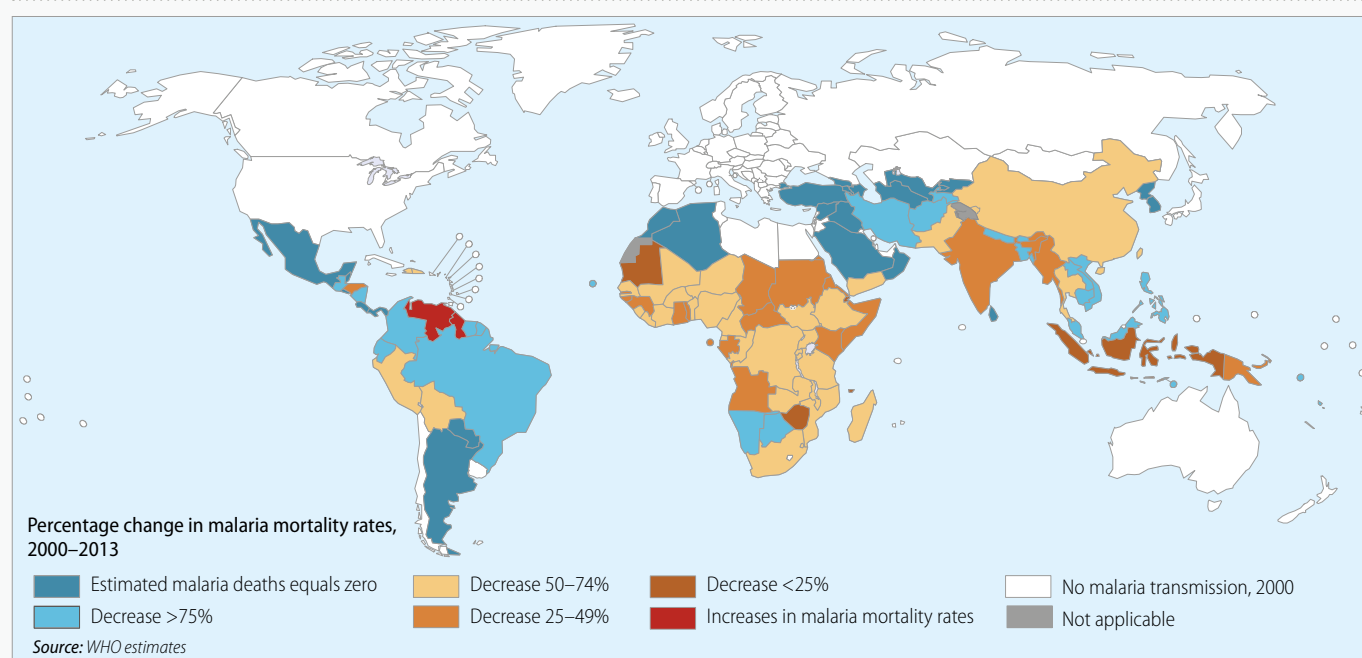 Percentage change in malaria mortality rates,
2000–2013
Estimated malaria deaths equals zero
Decrease >75%
Decrease 50–74%
Decrease 25–49%
Decrease <25%
Increases in malaria mortality rates
No malaria transmission, 2000
Not applicable
Source: WHO estimates